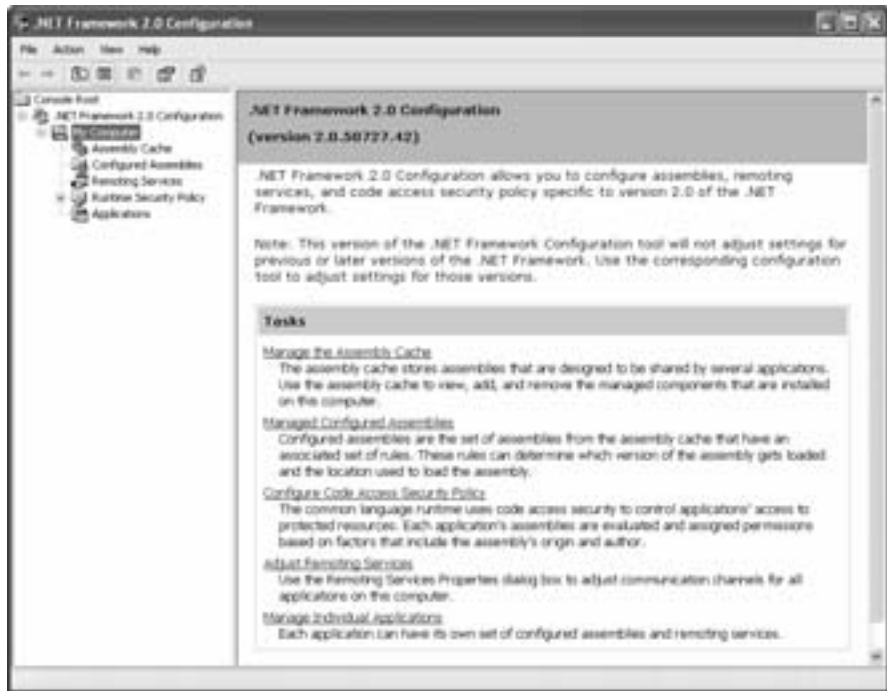 .NET Framework 2.0 Configuration
File Action View Help
Console Root
.NET Framework 2.0 Configuration
My Computer
Assembly Cache
Configured Assemblies
Remoting Services
Runtime Security Policy
Applications
.NET Framework 2.0 Configuration
(version 2.0.50727.42)
.NET Framework 2.0 Configuration allows you to configure assemblies, remoting
services, and code access security policy specific to version 2.0 of the .NET
Framework.
Note: This version of the .NET Framework Configuration tool will not adjust settings for
previous or later versions of the .NET Framework. Use the corresponding configuration
tool to adjust settings for those versions.
Tasks
Manage the Assembly Cache
The assembly cache stores assemblies that are designed to be shared by several applications.
Use the assembly cache to view, add, and remove the managed components that are installed
on this computer.
Managed Configured Assemblies
Configured assemblies are the set of assemblies from the assembly cache that have an
associated set of rules. These rules can determine which version of the assembly gets loaded
and the location used to load the assembly.
Configure Code Access Security Policy
The common language runtime uses code access security to control applications' access to
protected resources. Each application's assemblies are evaluated and assigned permissions
based on factors that include the assembly's origin and author.
Adjust Remoting Services
Use the Remoting Services Properties dialog box to adjust communication channels for all
applications on the computer.
Manage Individual Applications
Each application can have its own set of configured assemblies and remoting services.